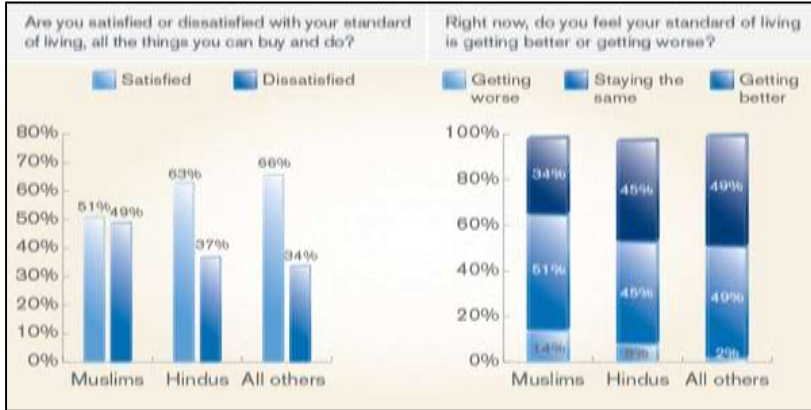 Are you satisfied or dissatisfied with your standard
of living, all the things you can buy and do?
Satisfied Dissatisfied
80%
70%
60%
50%
40%
30%
20%
10%
0%
51% 49%
63%
37%
66%
34%
Muslims Hindus All others
Right now, do you feel your standard of living
is getting better or getting worse?
Getting worse
Staying the same
Getting better
100%
80%
60%
40%
20%
0%
34%
51%
14%
45%
45%
8%
49%
49%
2%
Muslims Hindus All others